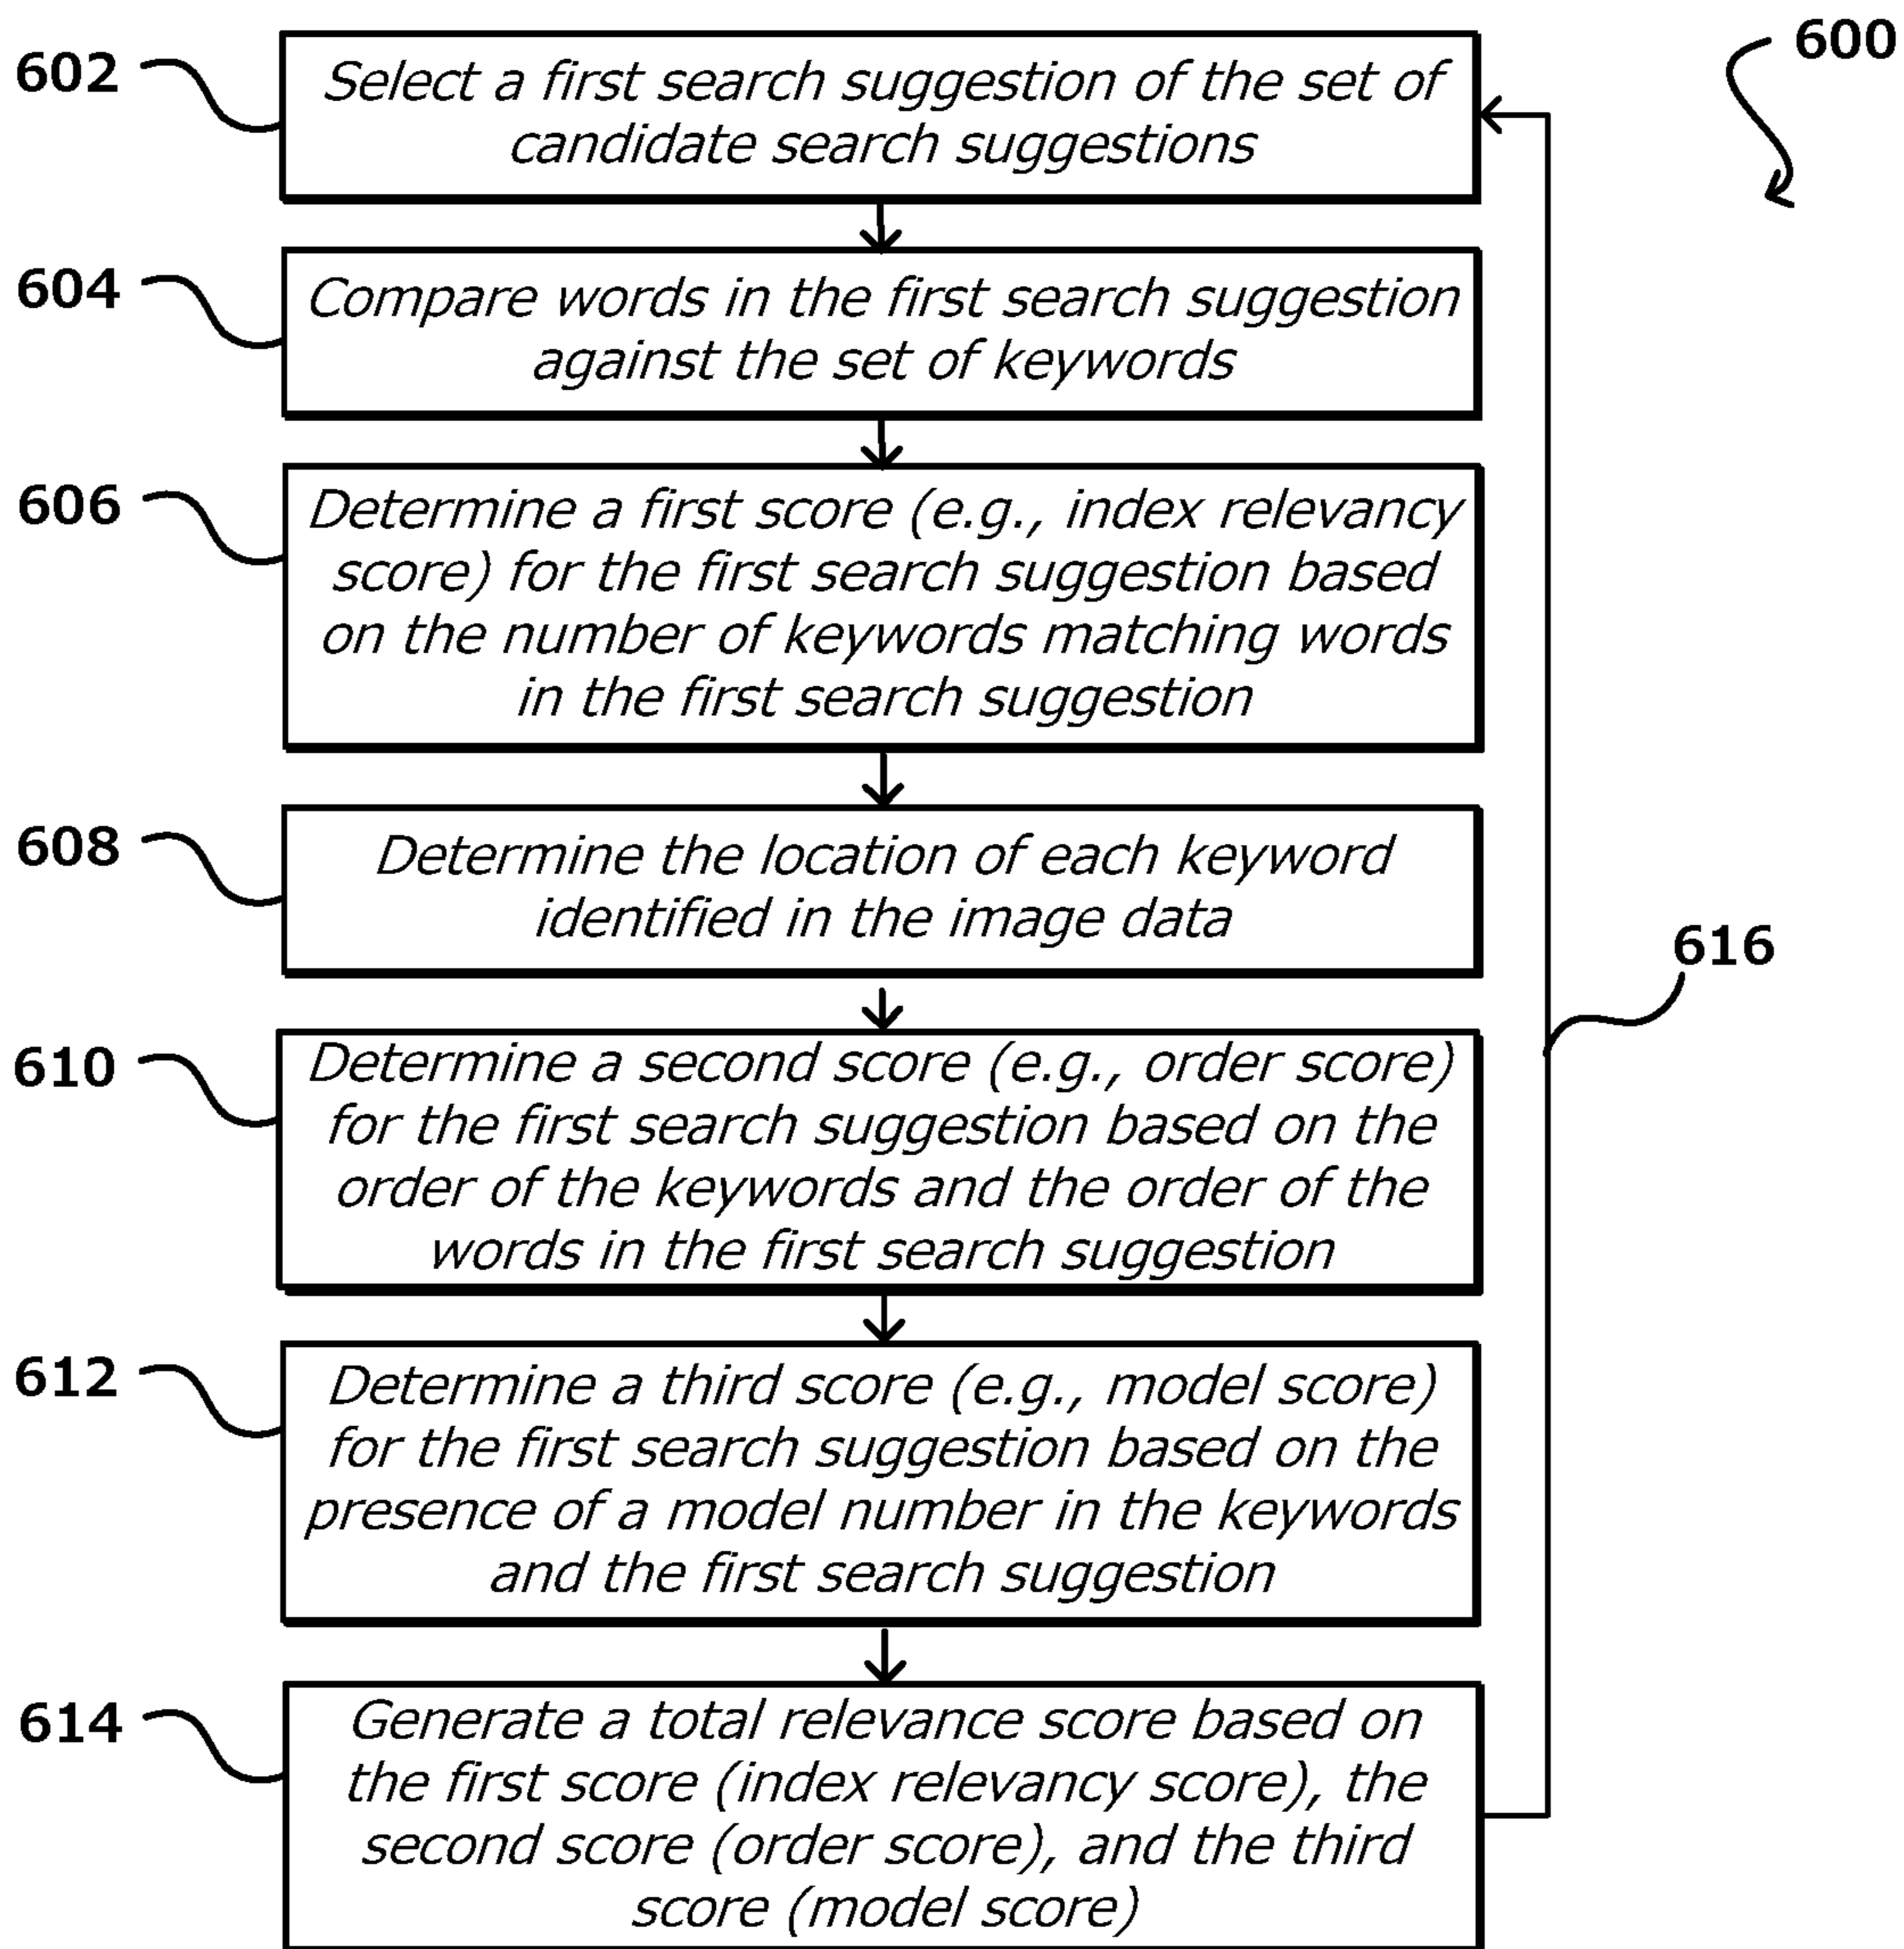 600
602
Select a first search suggestion of the set of
candidate search suggestions
604
Compare words in the first search suggestion
against the set of keywords
606
Determine a first score (e.g., index relevancy
score) for the first search suggestion based
on the number of keywords matching words
in the first search suggestion
608
Determine the location of each keyword
identified in the image data
616
610
Determine a second score (e.g., order score)
for the first search suggestion based on the
order of the keywords and the order of the
words in the first search suggestion
612
Determine a third score (e.g., model score)
for the first search suggestion based on the
presence of a model number in the keywords
and the first search suggestion
614
Generate a total relevance score based on
the first score (index relevancy score), the
second score (order score), and the third
score (model score)